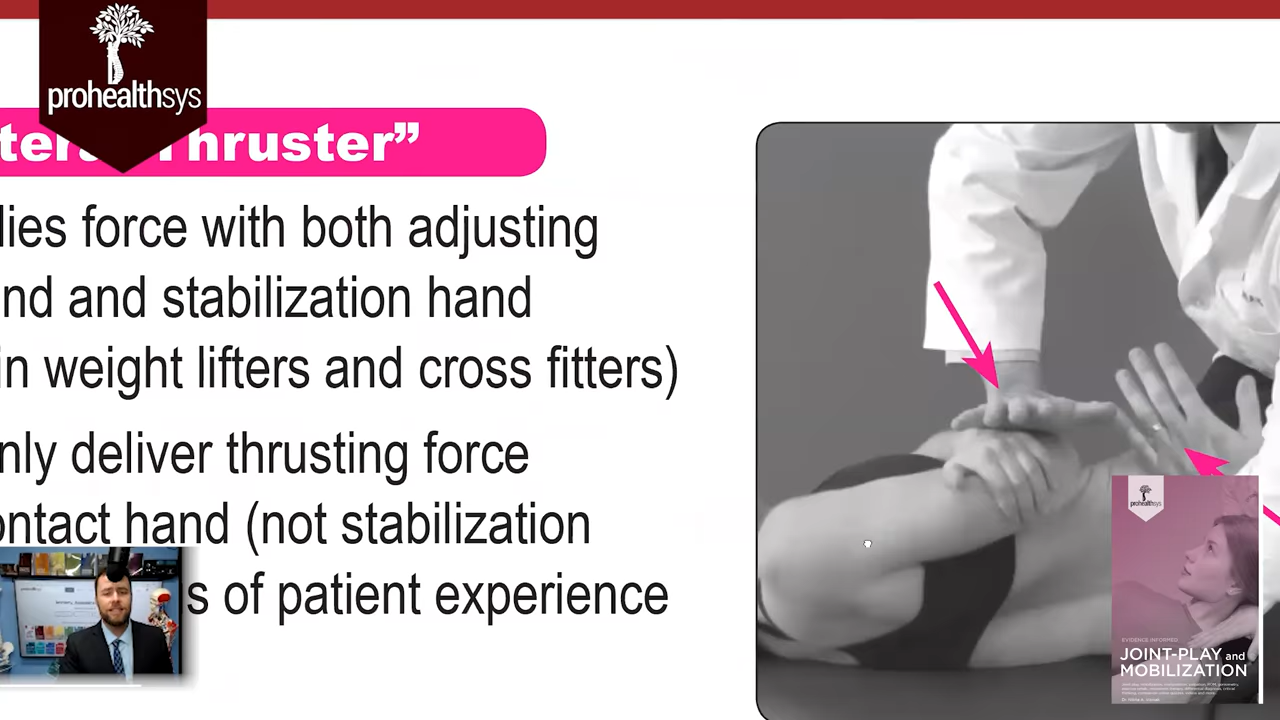 prohealthsys
Thruster”
lies force with both adjusting
nd and stabilization hand
in weight lifters and cross fitters)
nly deliver thrusting force
ontact hand (not stabilization
s of patient experience
prohealthsys
EVIDENCE INFORMED
JOINT-PLAY and
MOBILIZATION